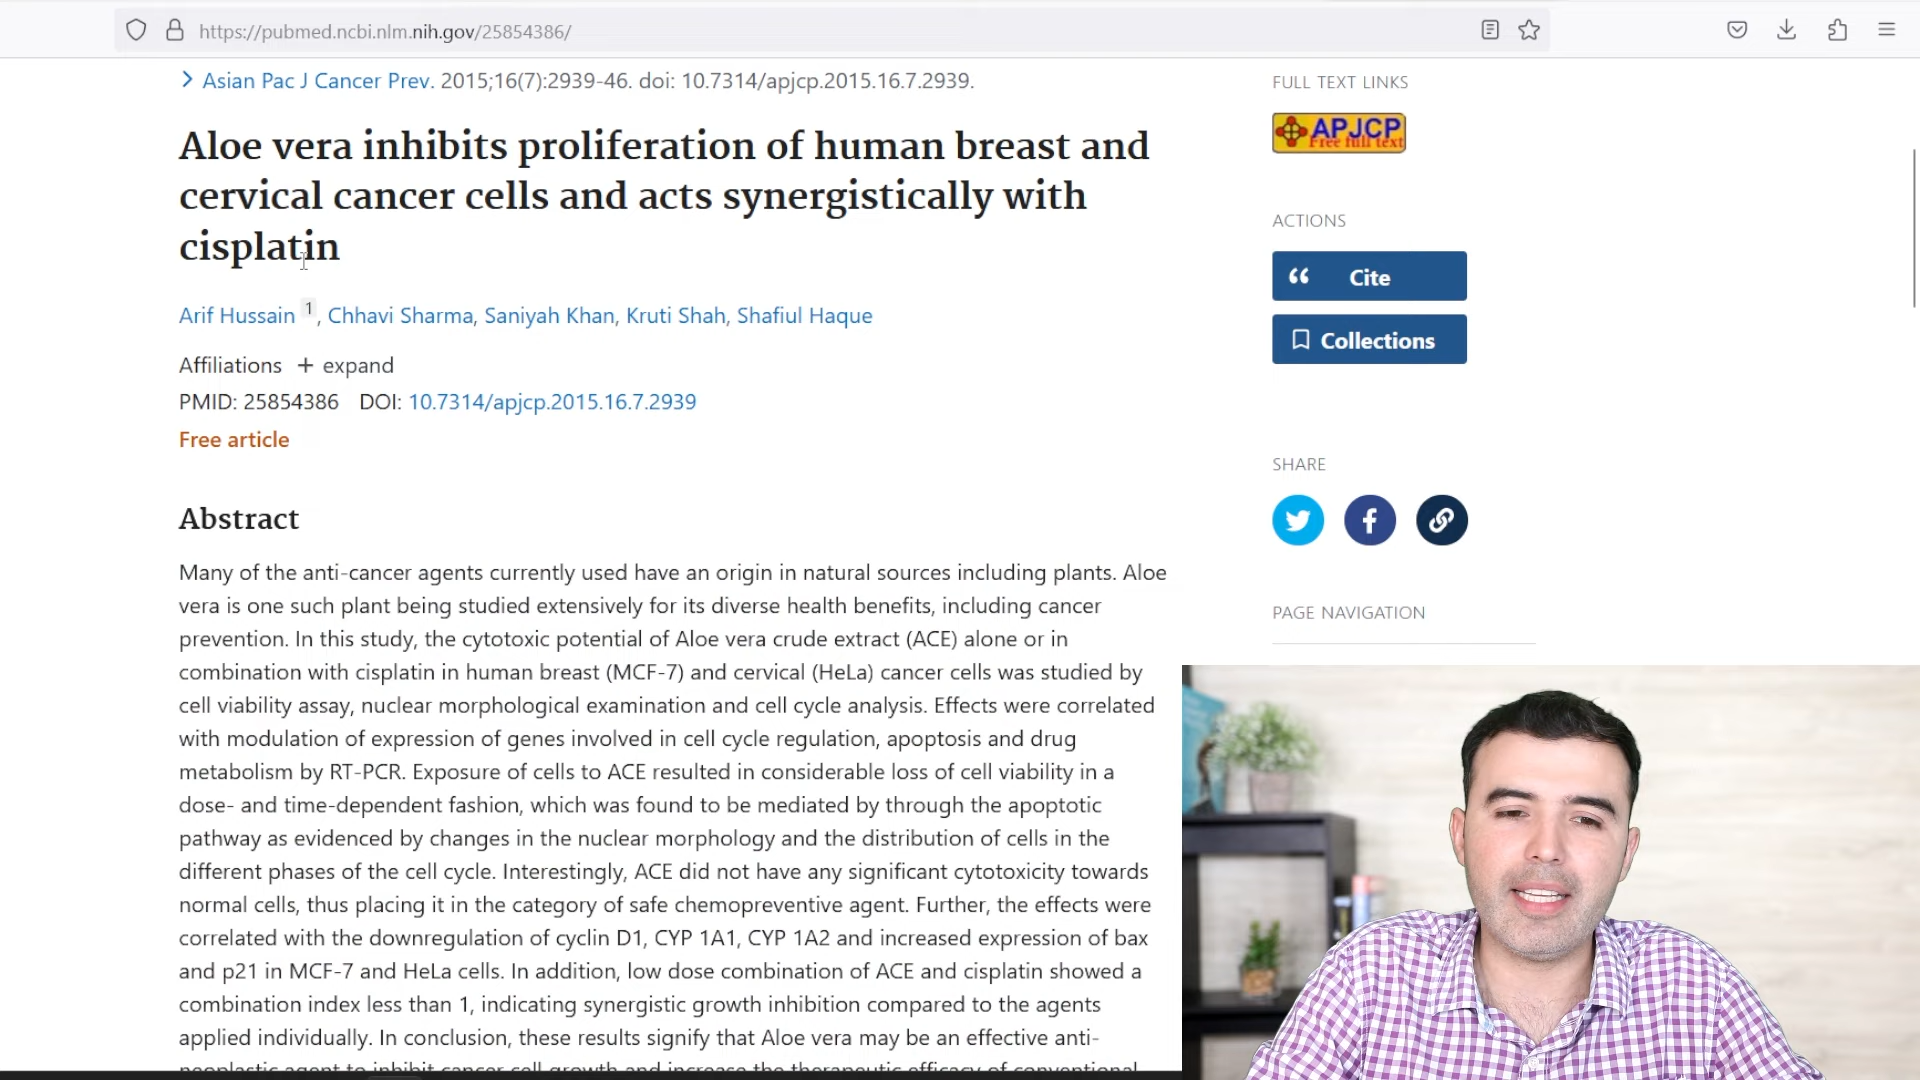 https://pubmed.ncbi.nlm.nih.gov/25854386/
Asian Pac J Cancer Prev. 2015;16(7):2939-46. doi: 10.7314/apjcp.2015.16.7.2939.
Aloe vera inhibits proliferation of human breast and
cervical cancer cells and acts synergistically with
cisplatin
Arif Hussain 1, Chhavi Sharma, Saniyah Khan, Kruti Shah, Shafiul Haque
Affiliations + expand
PMID: 25854386 DOI: 10.7314/apjcp.2015.16.7.2939
Free article
Abstract
Many of the anti-cancer agents currently used have an origin in natural sources including plants. Aloe
vera is one such plant being studied extensively for its diverse health benefits, including cancer
prevention. In this study, the cytotoxic potential of Aloe vera crude extract (ACE) alone or in
combination with cisplatin in human breast (MCF-7) and cervical (HeLa) cancer cells was studied by
cell viability assay, nuclear morphological examination and cell cycle analysis. Effects were correlated
with modulation of expression of genes involved in cell cycle regulation, apoptosis and drug
metabolism by RT-PCR. Exposure of cells to ACE resulted in considerable loss of cell viability in a
dose- and time-dependent fashion, which was found to be mediated by through the apoptotic
pathway as evidenced by changes in the nuclear morphology and the distribution of cells in the
different phases of the cell cycle. Interestingly, ACE did not have any significant cytotoxicity towards
normal cells, thus placing it in the category of safe chemopreventive agent. Further, the effects were
correlated with the downregulation of cyclin D1, CYP 1A1, CYP 1A2 and increased expression of bax
and p21 in MCF-7 and HeLa cells. In addition, low dose combination of ACE and cisplatin showed a
combination index less than 1, indicating synergistic growth inhibition compared to the agents
applied individually. In conclusion, these results signify that Aloe vera may be an effective anti-
neoplastic agent to inhibit cancer cell growth and increase the therapeutic efficacy of conventional
FULL TEXT LINKS
APJCP
Free full text
ACTIONS
Cite
Collections
SHARE
PAGE NAVIGATION